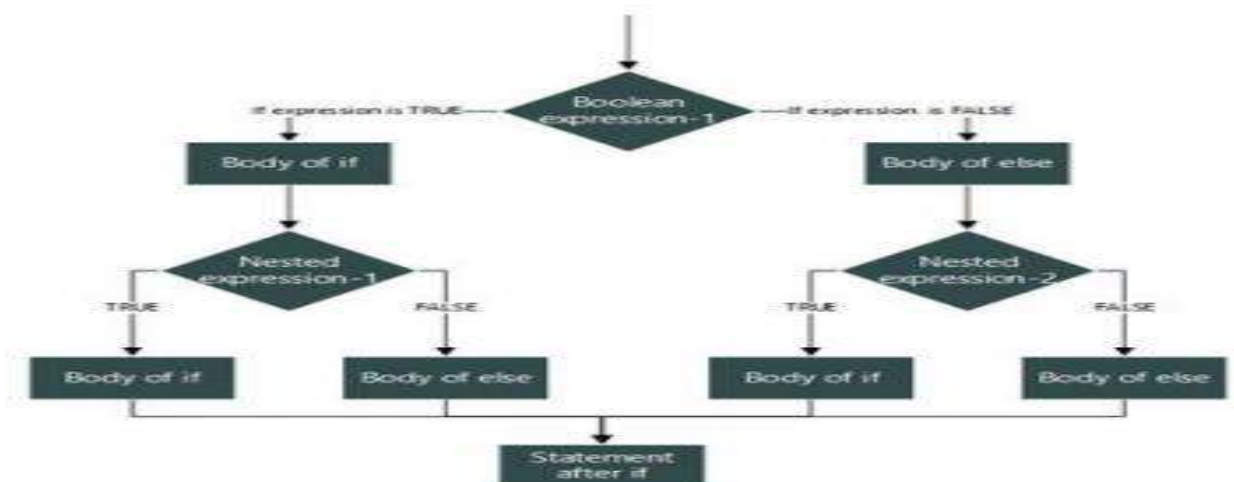 Boolean
expression-1
If expression is TRUE
If expression is FALSE
Body of if
Body of else
Nested
expression-1
Nested
expression-2
TRUE
FALSE
TRUE
FALSE
Body of if
Body of else
Body of if
Body of else
Statement
after if